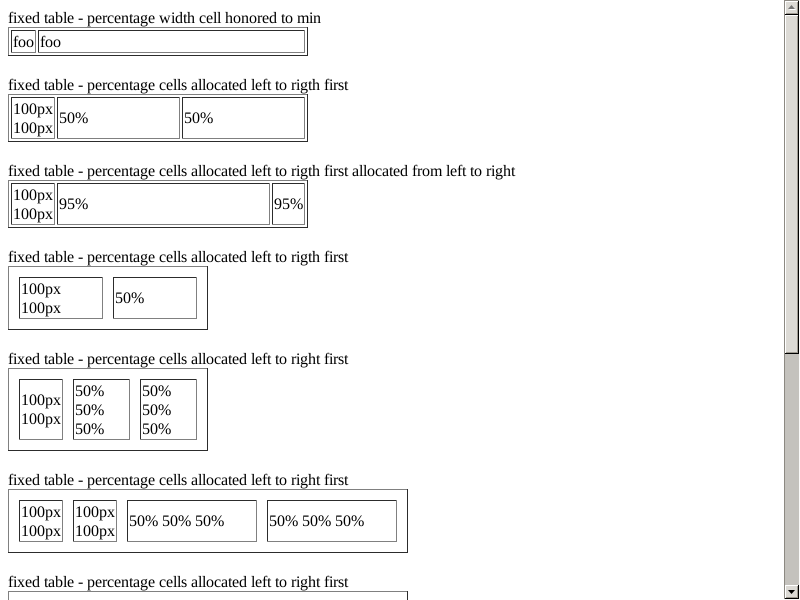 fixed table - percentage width cell honored to min
foo foo
fixed table - percentage cells allocated left to rigth first
100px
100px
50% 50%
fixed table - percentage cells allocated left to rigth first allocated from left to right
100px
100px
95% 95%
fixed table - percentage cells allocated left to rigth first
100px
100px
50%
fixed table - percentage cells allocated left to right first
100px
100px
50%
50%
50%
50%
50%
50%
fixed table - percentage cells allocated left to right first
100px
100px
100px
100px
50% 50% 50%
50% 50% 50%
fixed table - percentage cells allocated left to right first